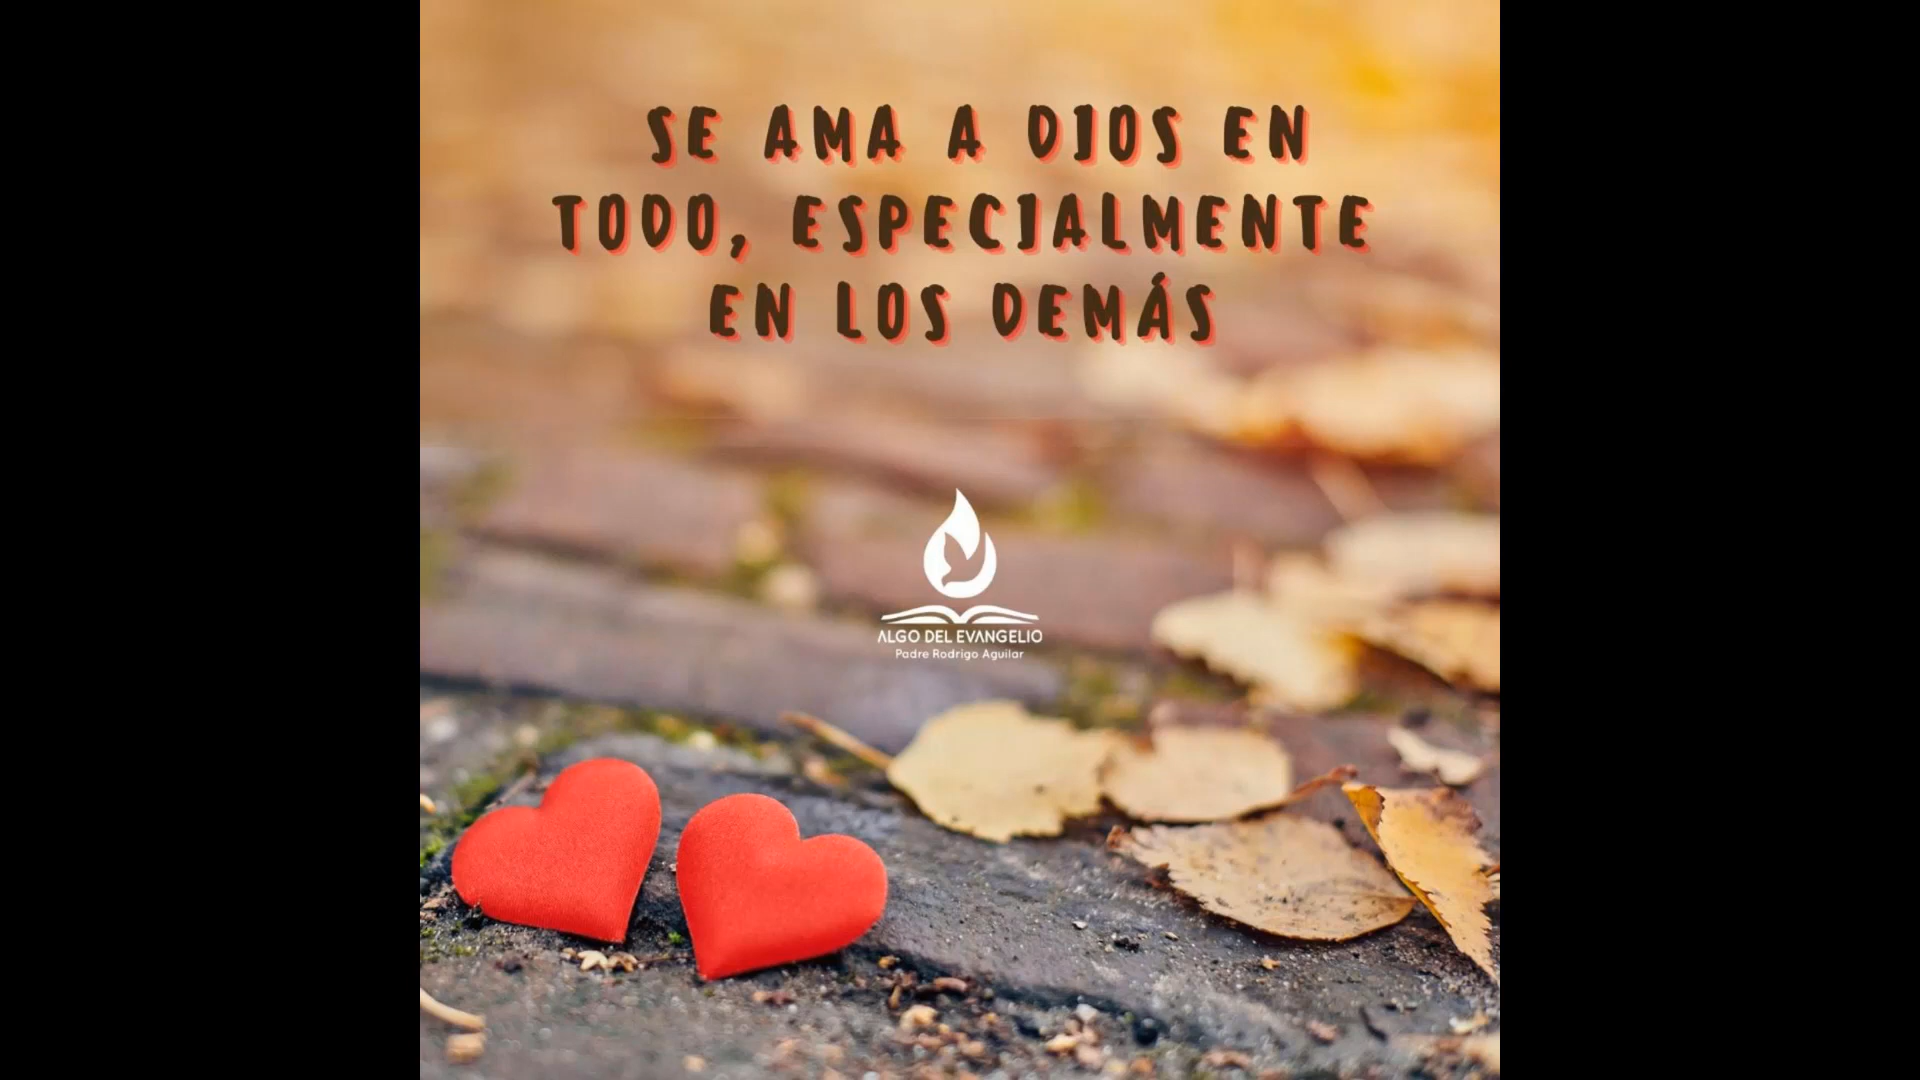 SE AMA A DIOS EN
TODO, ESPECIALMENTE
EN LOS DEMÁS
ALGO DEL EVANGELIO
Padre Rodrigo Aguilar